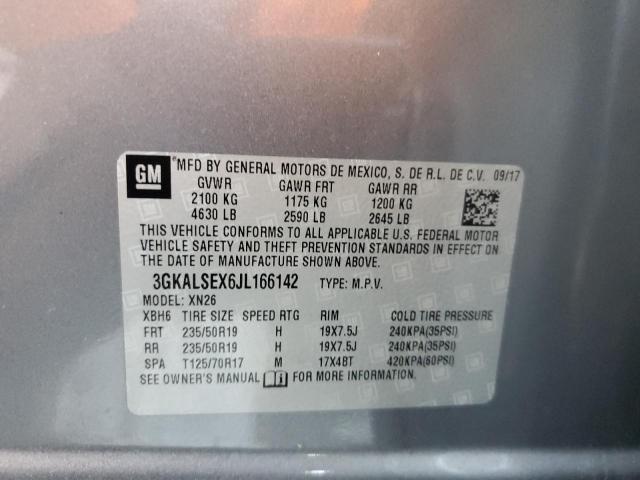 GM
MFD BY GENERAL MOTORS DE MEXICO, S. DE R.L. DE C.V. 09/17
GVWR GAWR FRT GAWR RR
2100 KG 1175 KG 1200 KG
4630 LB 2590 LB 2645 LB
THIS VEHICLE CONFORMS TO ALL APPLICABLE U.S. FEDERAL MOTOR
VEHICLE SAFETY AND THEFT PREVENTION STANDARDS IN EFFECT ON
THE DATE OF MANUFACTURE SHOWN ABOVE.
3GKALSEX6JL166142 TYPE: M.P.V.
MODEL: XN26
XBH6 TIRE SIZE SPEED RTG RIM COLD TIRE PRESSURE
FRT 235/50R19 H 19X7.5J 240KPA(35PSI)
RR 235/50R19 H 19X7.5J 240KPA(35PSI)
SPA T125/70R17 M 17X4BT 420KPA(60PSI)
SEE OWNER'S MANUAL FOR MORE INFORMATION.